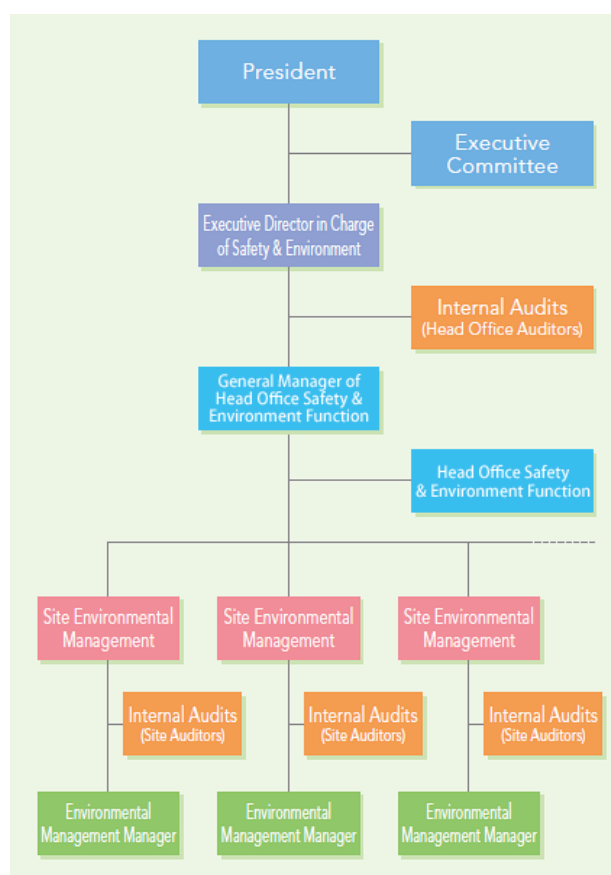 President
Executive
Committee
Executive Director in Charge
of Safety & Environment
Internal Audits
(Head Office Auditors)
General Manager of
Head Office Safety &
Environment Function
Head Office Safety
& Environment Function
Site Environmental
Management
Site Environmental
Management
Site Environmental
Management
Internal Audits
(Site Auditors)
Internal Audits
(Site Auditors)
Internal Audits
(Site Auditors)
Environmental
Management Manager
Environmental
Management Manager
Environmental
Management Manager